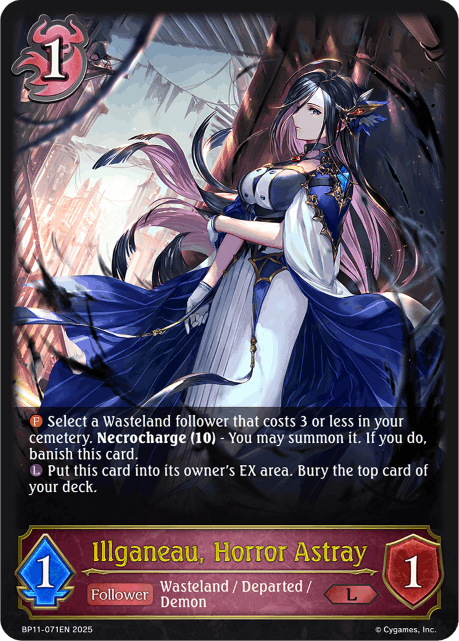 1
F Select a Wasteland follower that costs 3 or less in your
cemetery. Necrocharge (10) - You may summon it. If you do,
banish this card.
L Put this card into its owner's EX area. Bury the top card of
your deck.
Illganeau, Horror Astray
1
Follower
Wasteland / Departed /
Demon
L
1
BP11-071EN 2025
© Cygames, Inc.